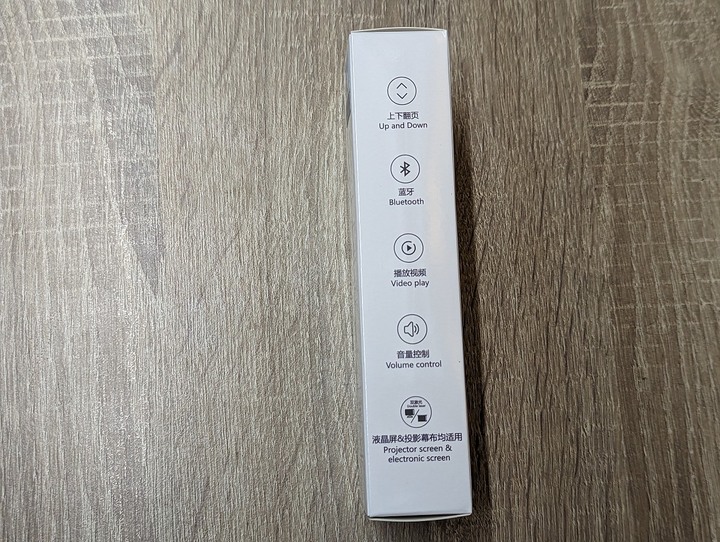 上下翻页
Up and Down
蓝牙
Bluetooth
播放视频
Video play
音量控制
Volume control
液晶屏&投影幕布均适用
Projector screen &
electronic screen